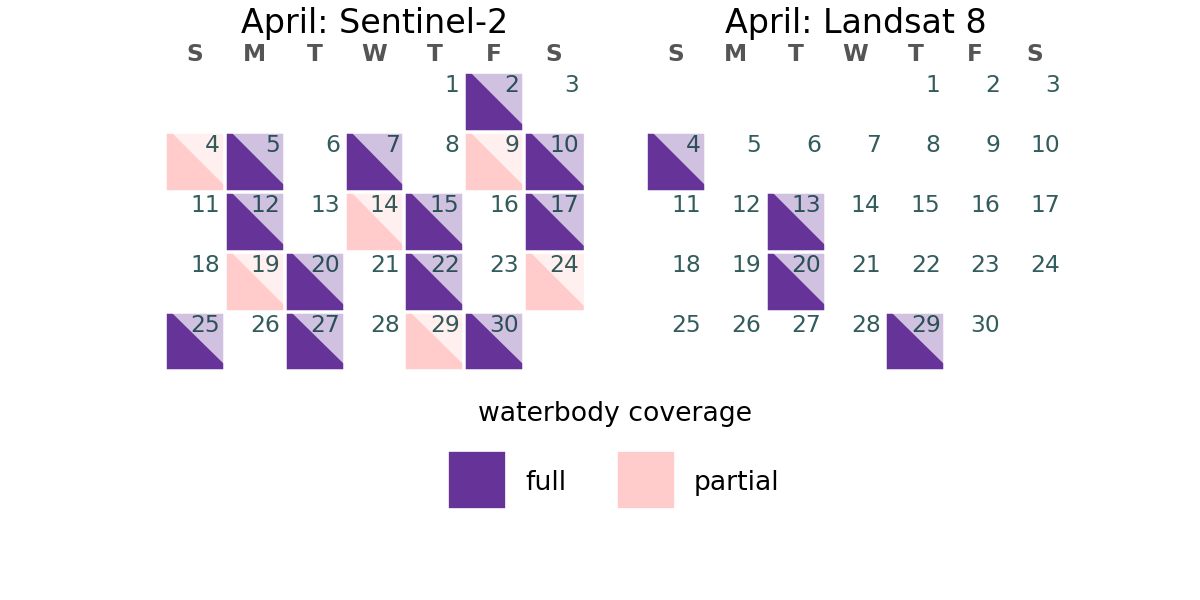 April: Sentinel-2
S M T W T F S
1 2 3
4 5 6 7 8 9 10
11 12 13 14 15 16 17
18 19 20 21 22 23 24
25 26 27 28 29 30
April: Landsat 8
S M T W T F S
1 2 3
4 5 6 7 8 9 10
11 12 13 14 15 16 17
18 19 20 21 22 23 24
25 26 27 28 29 30
waterbody coverage
full
partial